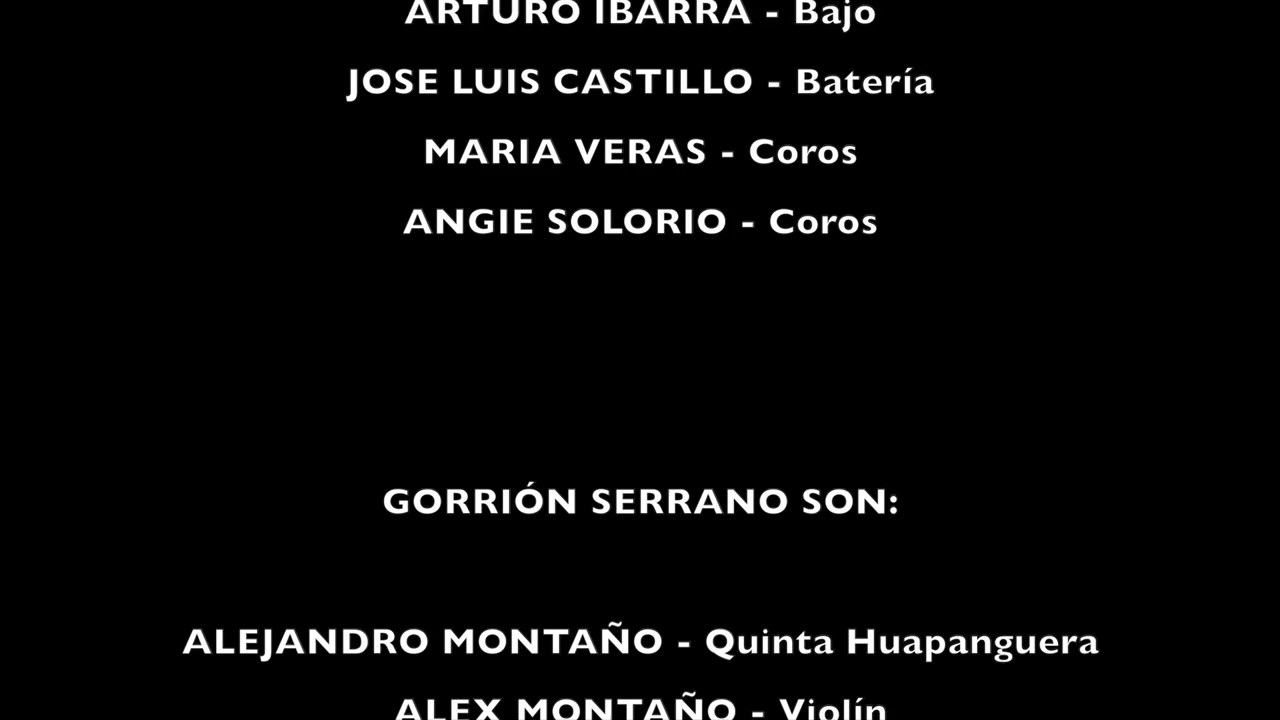 ARTURO IBARRA - Bajo
JOSE LUIS CASTILLO - Batería
MARIA VERAS - Coros
ANGIE SOLORIO - Coros
GORRIÓN SERRANO SON:
ALEJANDRO MONTAÑO - Quinta Huapanguera
ALEX MONTAÑO - Violín